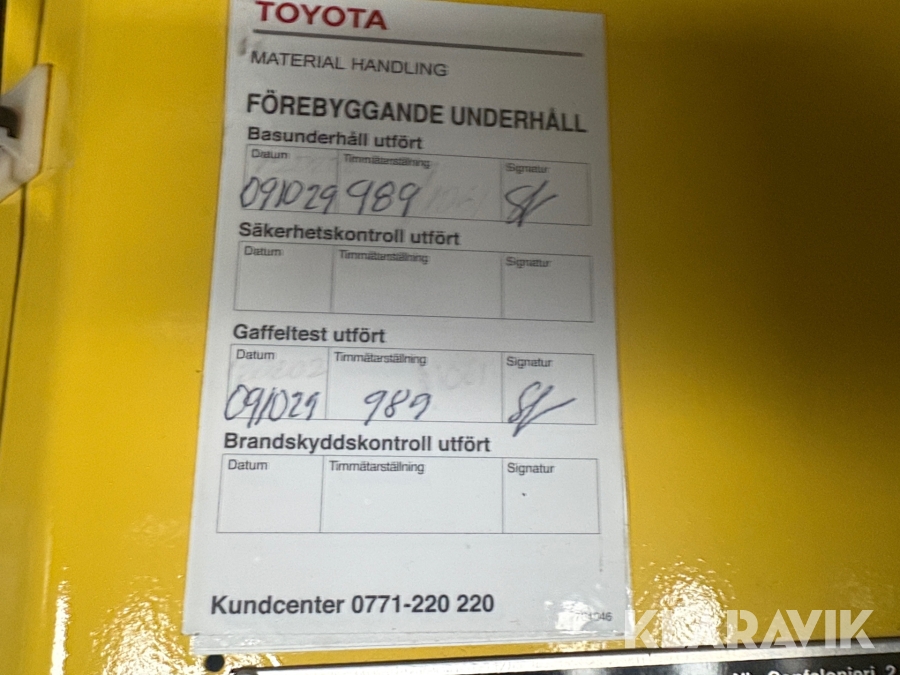 TOYOTA
MATERIAL HANDLING
FÖREBYGGANDE UNDERHÅLL
Basunderhåll utfört
Datum Timmätarställning Signatur
091029 989
Säkerhetskontroll utfört
Datum Timmätarställning Signatur
Gaffeltest utfört
Datum Timmätarställning Signatur
091029 989
Brandskyddskontroll utfört
Datum Timmätarställning Signatur
Kundcenter 0771-220 220
KLARAVIK